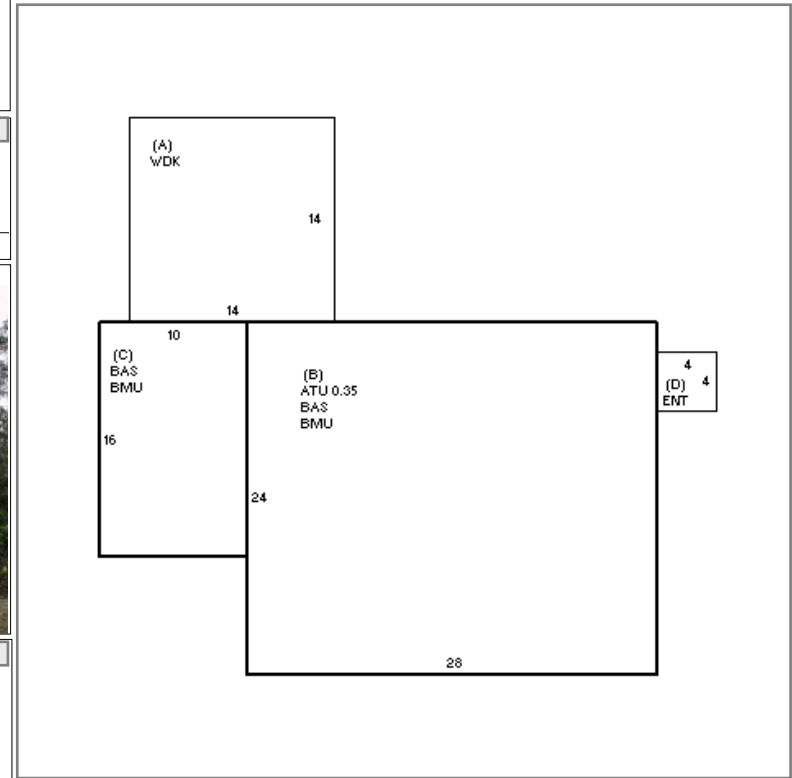 (A)
WDK
14
14
10
(C)
BAS
BMU
16
(B)
ATU 0.35
BAS
BMU
24
28
4
4
(D)
ENT